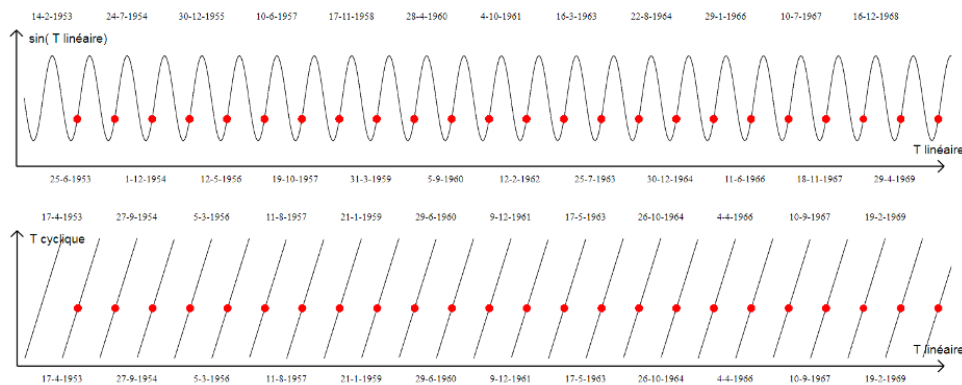 14-2-1953 24-7-1954 30-12-1955 10-6-1957 17-11-1958 28-4-1960 4-10-1961 16-3-1963 22-8-1964 29-1-1966 10-7-1967 16-12-1968
sin( T linéaire)
T linéaire
25-6-1953 1-12-1954 12-5-1956 19-10-1957 31-3-1959 5-9-1960 12-2-1962 25-7-1963 30-12-1964 11-6-1966 18-11-1967 29-4-1969
17-4-1953 27-9-1954 5-3-1956 11-8-1957 21-1-1959 29-6-1960 9-12-1961 17-5-1963 26-10-1964 4-4-1966 10-9-1967 19-2-1969
T cyclique
T linéaire
17-4-1953 27-9-1954 5-3-1956 11-8-1957 21-1-1959 29-6-1960 9-12-1961 17-5-1963 26-10-1964 4-4-1966 10-9-1967 19-2-1969